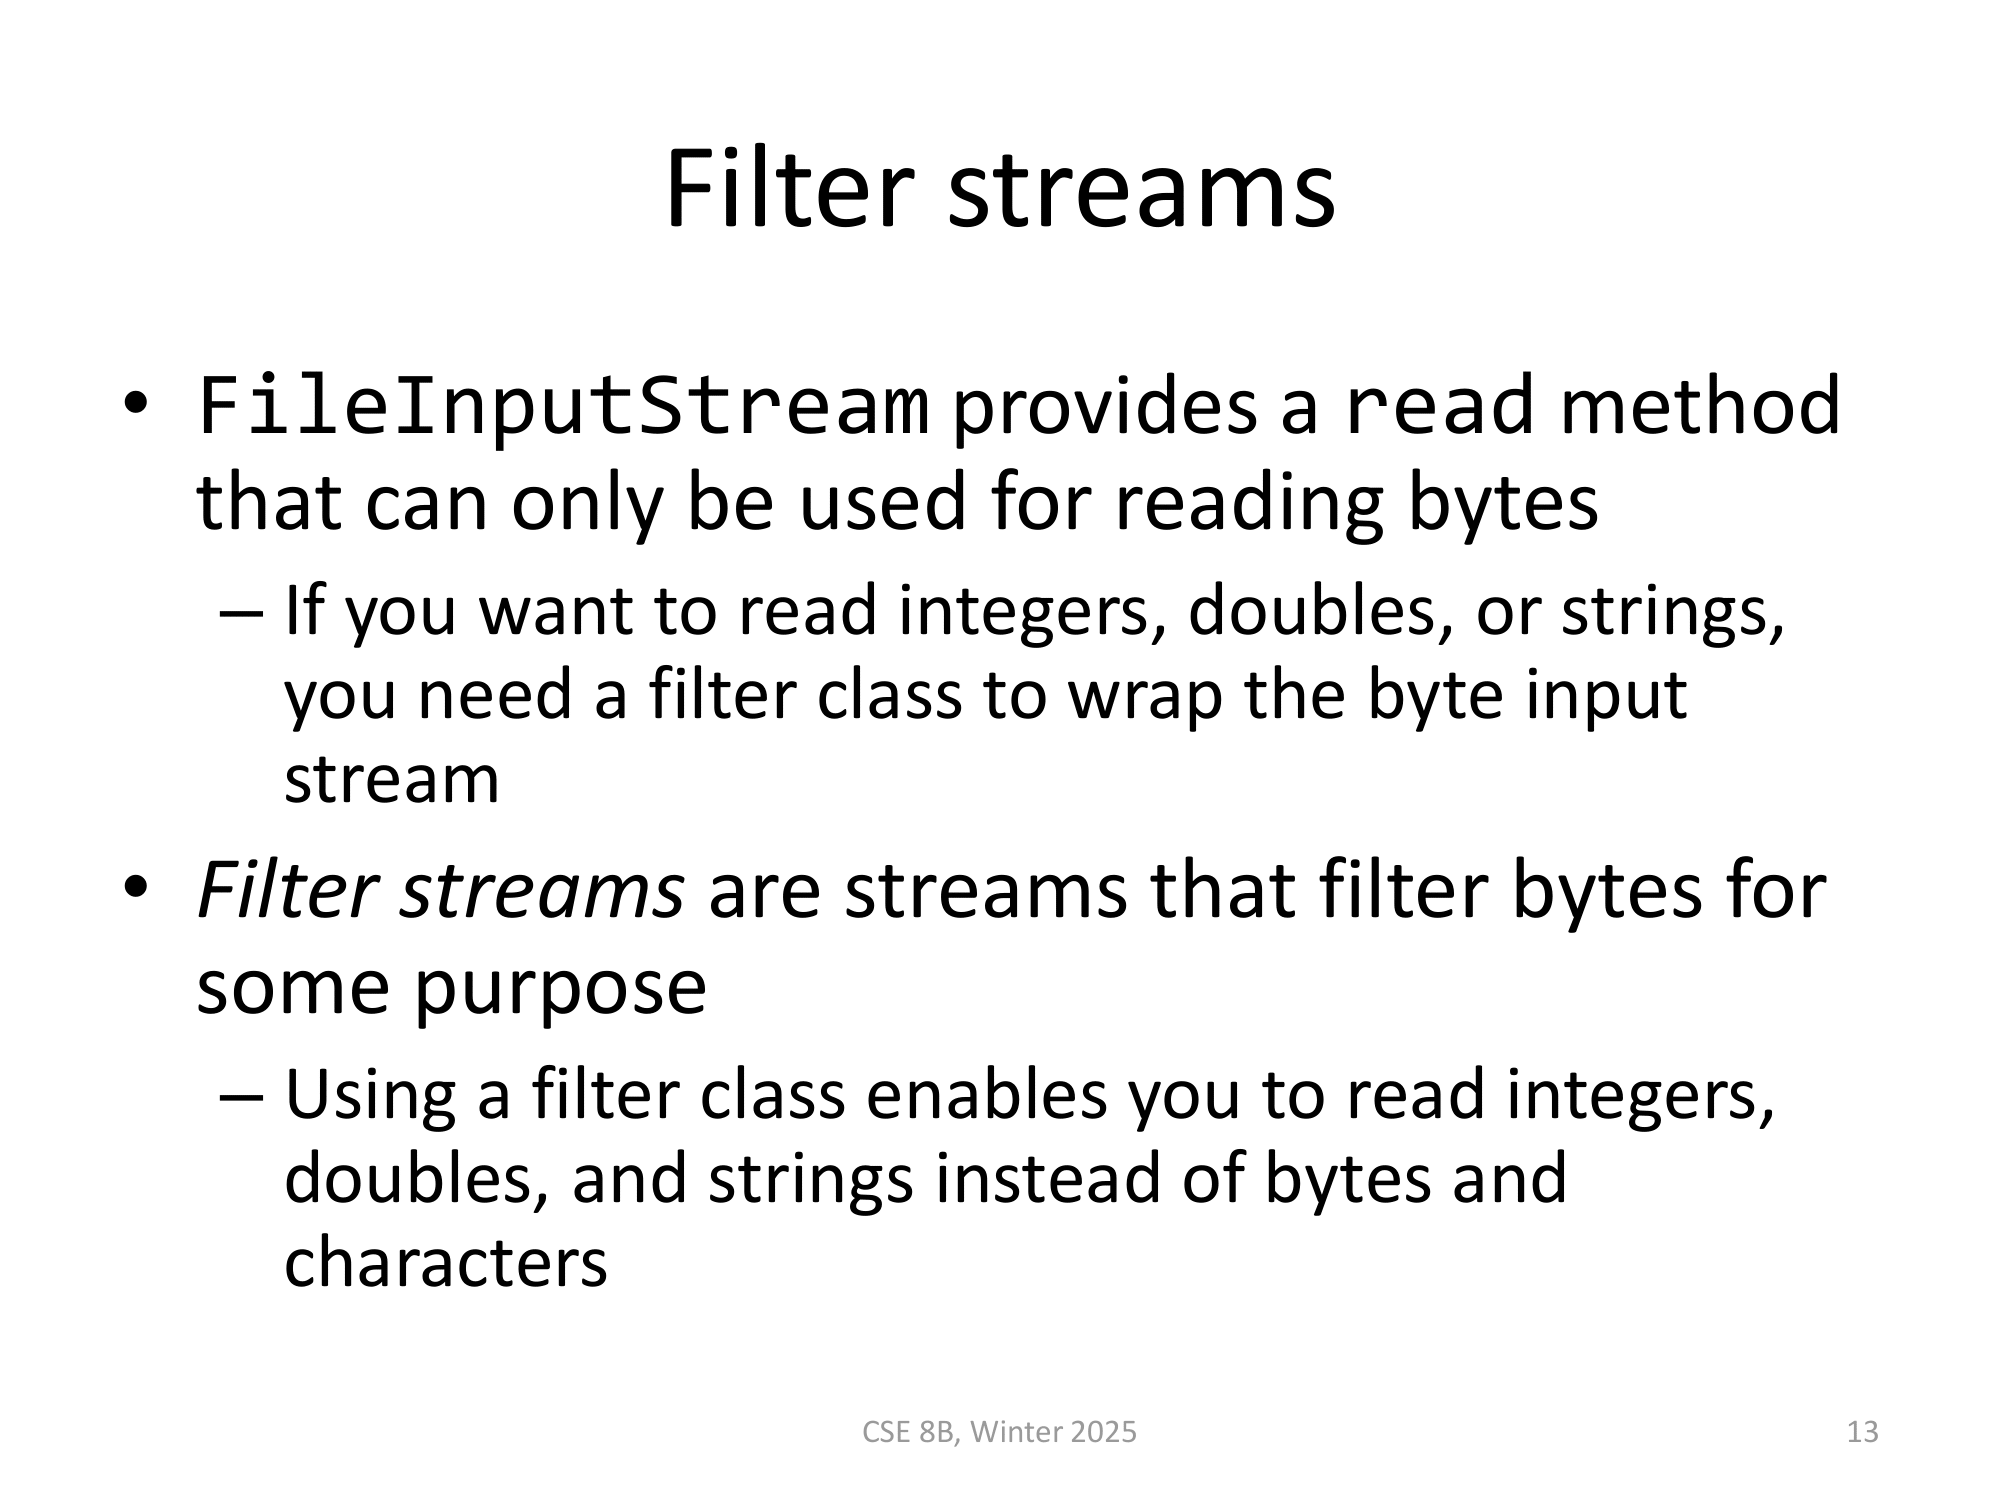 Filter streams
• FileInputStream provides a read method
that can only be used for reading bytes
– If you want to read integers, doubles, or strings,
you need a filter class to wrap the byte input
stream
• Filter streams are streams that filter bytes for
some purpose
– Using a filter class enables you to read integers,
doubles, and strings instead of bytes and
characters
CSE 8B, Winter 2025
13